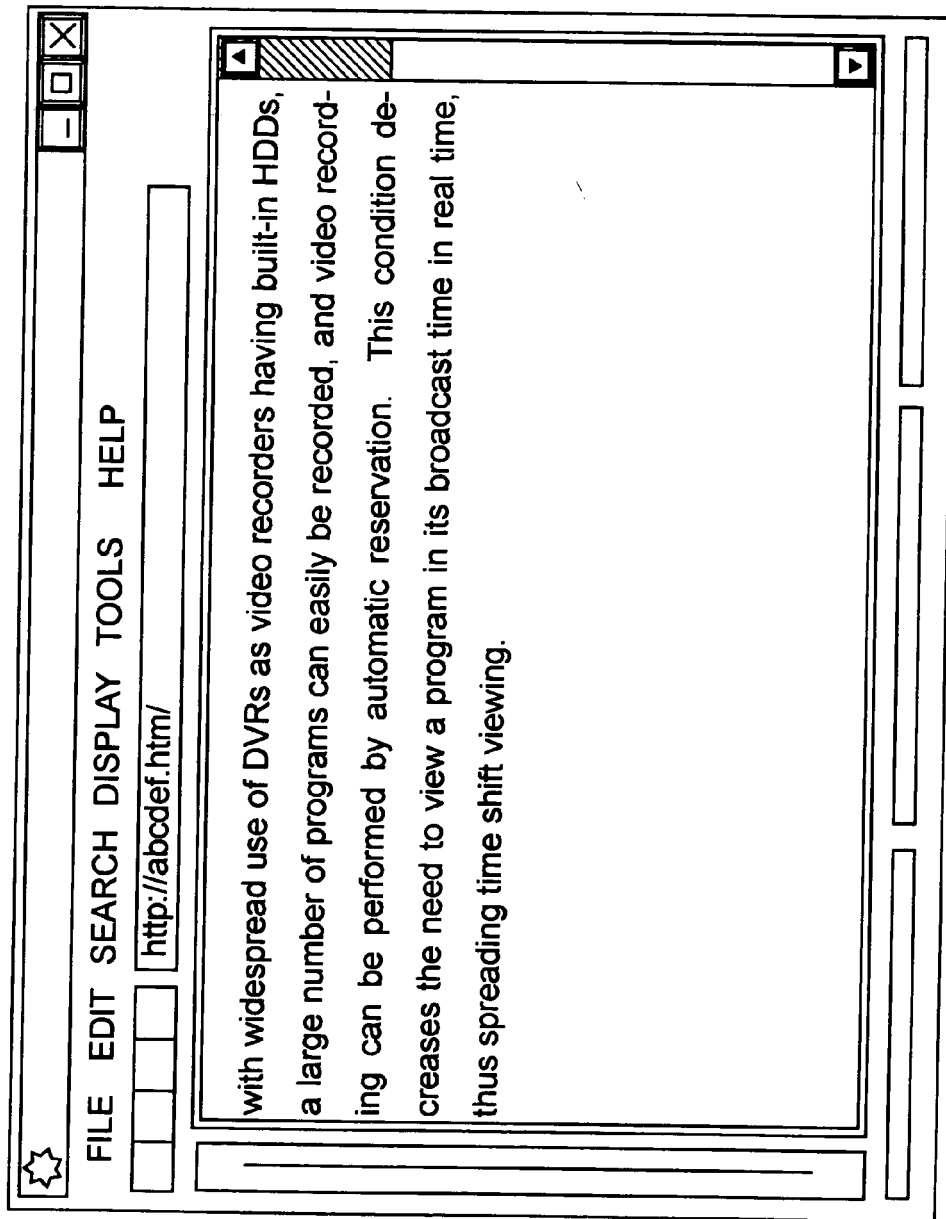 FILE EDIT SEARCH DISPLAY TOOLS HELP
http://abcdef.htm/
with widespread use of DVRs as video recorders having built-in HDDs,
a large number of programs can easily be recorded, and video record-
ing can be performed by automatic reservation. This condition de-
creases the need to view a program in its broadcast time in real time,
thus spreading time shift viewing.